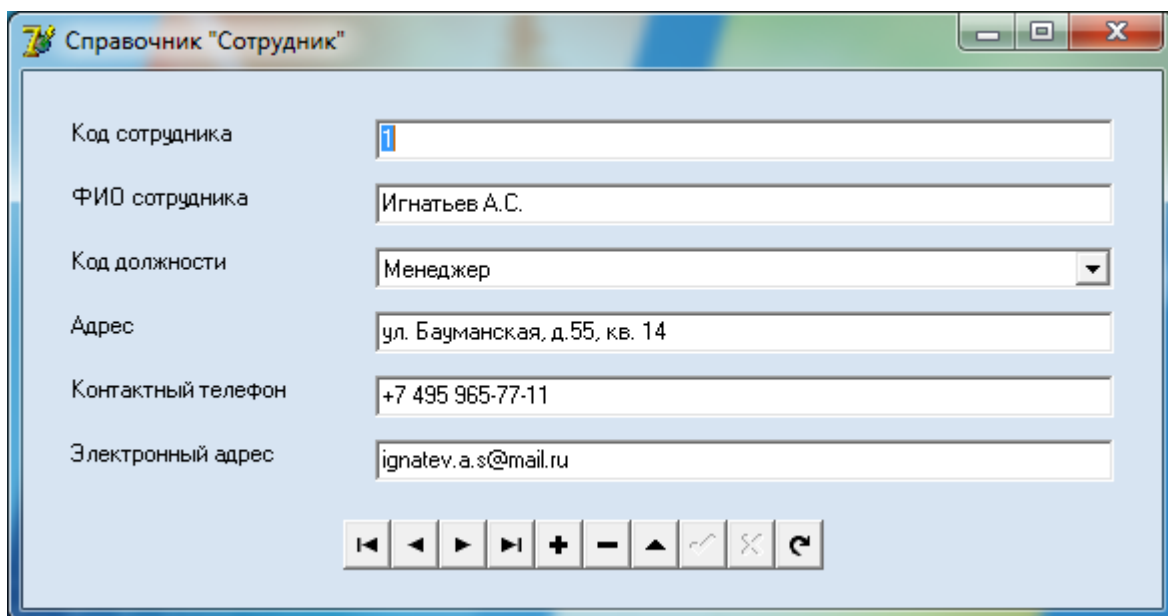 Справочник "Сотрудник"
Код сотрудника 1
ФИО сотрудника Игнатьев А.С.
Код должности Менеджер
Адрес ул. Бауманская, д.55, кв. 14
Контактный телефон +7 495 965-77-11
Электронный адрес ignatev.a.s@mail.ru